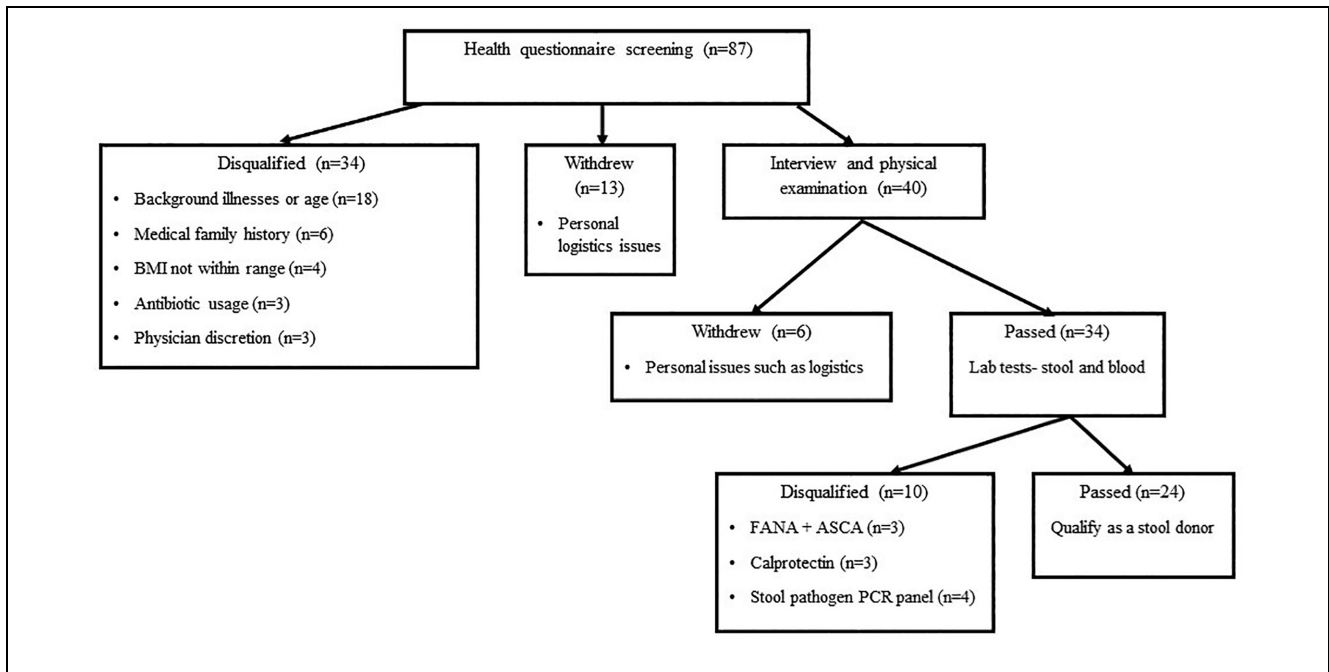 Health questionnaire screening (n=87)
Disqualified (n=34)
• Background illnesses or age (n=18)
• Medical family history (n=6)
• BMI not within range (n=4)
• Antibiotic usage (n=3)
• Physician discretion (n=3)
Withdrew
(n=13)
• Personal
logistics issues
Interview and physical
examination (n=40)
Withdrew (n=6)
• Personal issues such as logistics
Passed (n=34)
Lab tests- stool and blood
Disqualified (n=10)
• FANA + ASCA (n=3)
• Calprotectin (n=3)
• Stool pathogen PCR panel (n=4)
Passed (n=24)
Qualify as a stool donor